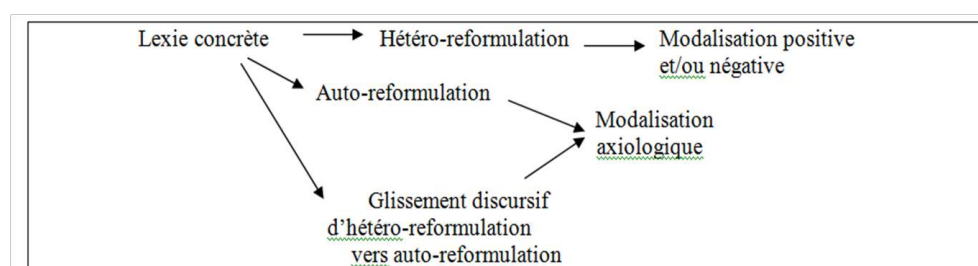 Lexie concrète
Hétéro-reformulation
Modalisation positive
et/ou négative
Auto-reformulation
Modalisation
axiologique
Glissement discursif
d’hétéro-reformulation
vers auto-reformulation